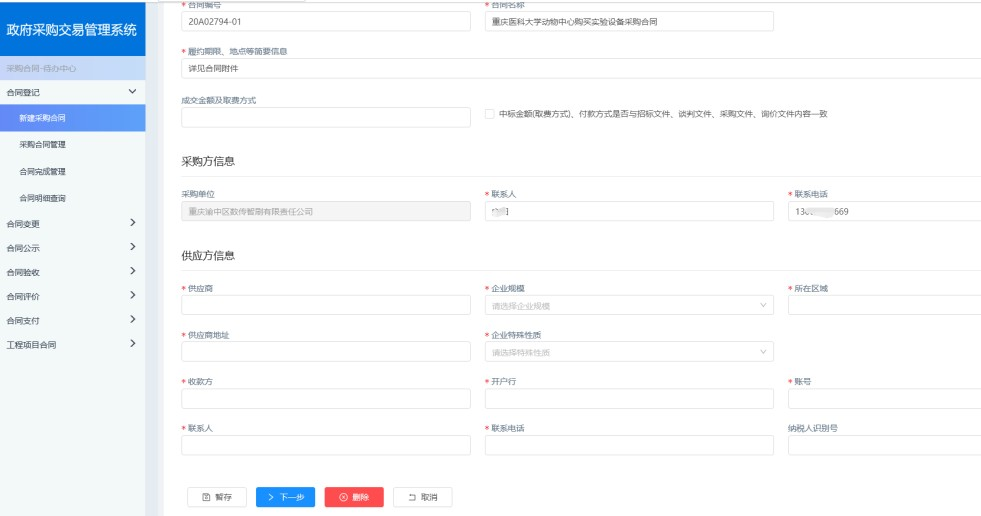 * 合同编号 * 合同名称
政府采购交易管理系统
20A02794-01 重庆医科大学动物中心购买实验设备采购合同
* 履约期限、地点等简要信息
采购合同-待办中心 详见合同附件
合同登记
成交金额及取费方式
新建采购合同 中标金额(取费方式)、付款方式是否与招标文件、谈判文件、采购文件、询价文件内容一致
采购合同管理
采购方信息
合同完成管理
合同明细查询 采购单位 * 联系人 * 联系电话
重庆渝中区数传智刷有限责任公司 669
合同变更
合同公示 供应方信息
合同验收
* 供应商 * 企业规模 * 所在区域
合同评价 请选择企业规模
合同支付
* 供应商地址 * 企业特殊性质
工程项目合同 请选择特殊性质
* 收款方 * 开户行 * 账号
* 联系人 * 联系电话 纳税人识别号
暂存 下一步 删除 取消